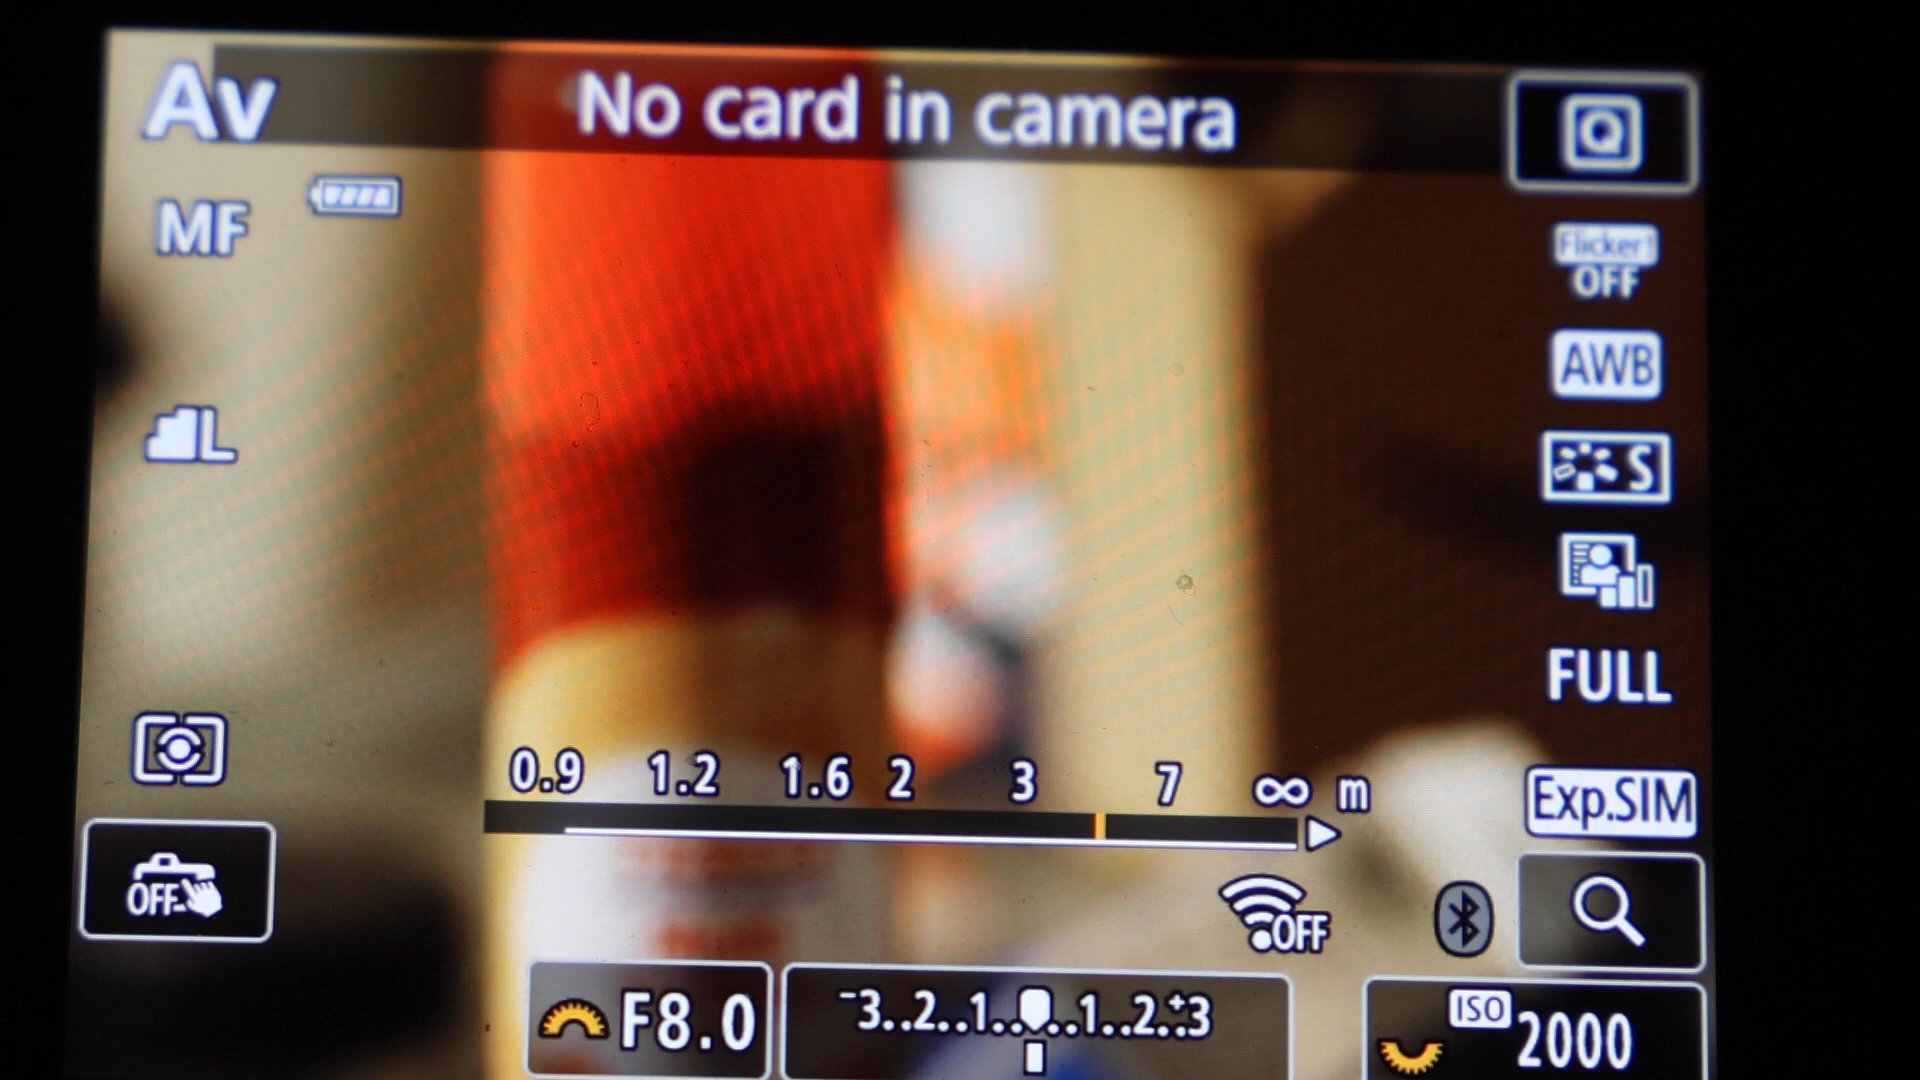 Av
No card in camera
Q
MF
Flicker!
OFF
AWB
L
S
FULL
0.9 1.2 1.6 2 3 7 ∞ m
Exp.SIM
OFF
OFF
F8.0
-3..2..1..0..1..2..+3
ISO
2000